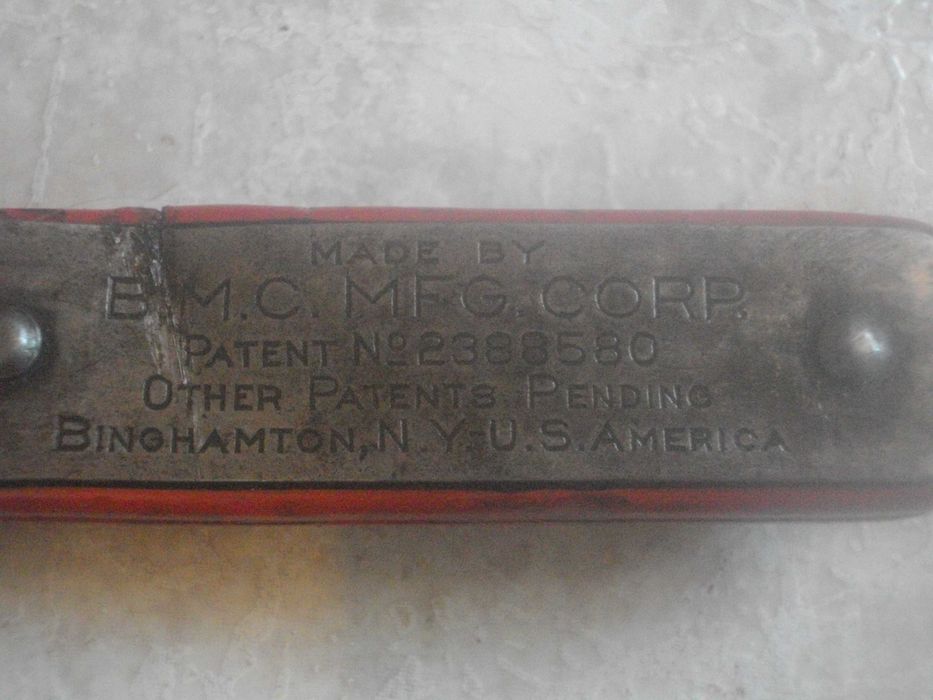 MADE BY
B.M.C. MFG. CORP.
PATENT No 2388580
OTHER PATENTS PENDING
BINGHAMTON, N.Y.-U.S. AMERICA